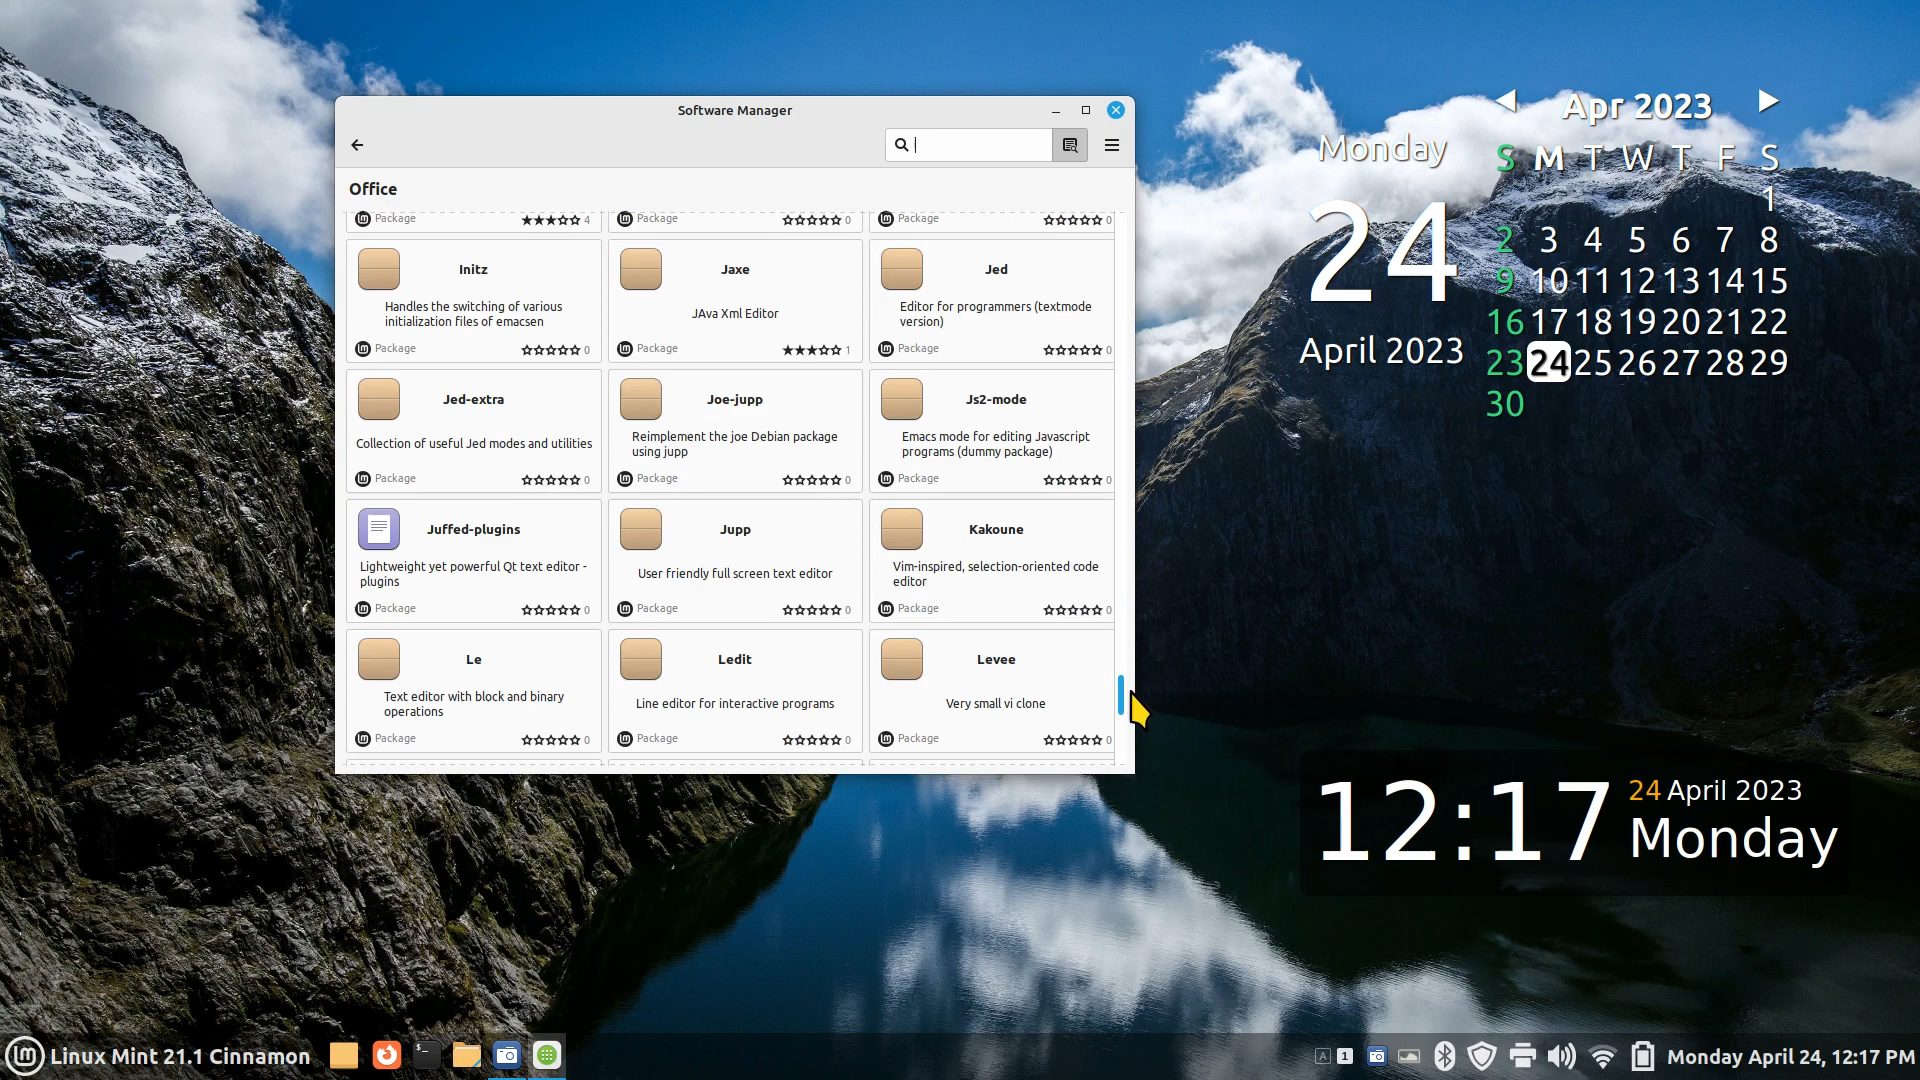 Software Manager
Office
Package 4
Package 0
Package 0
Initz
Handles the switching of various
initialization files of emacsen
Package 0
Jaxe
JAva Xml Editor
Package 1
Jed
Editor for programmers (textmode
version)
Package 0
Jed-extra
Collection of useful Jed modes and utilities
Package 0
Joe-jupp
Reimplement the joe Debian package
using jupp
Package 0
Js2-mode
Emacs mode for editing Javascript
programs (dummy package)
Package 0
Juffed-plugins
Lightweight yet powerful Qt text editor -
plugins
Package 0
Jupp
User friendly full screen text editor
Package 0
Kakoune
Vim-inspired, selection-oriented code
editor
Package 0
Le
Text editor with block and binary
operations
Package 0
Ledit
Line editor for interactive programs
Package 0
Levee
Very small vi clone
Package 0
Monday
24
April 2023
Apr 2023
S M T W T F S
1
2 3 4 5 6 7 8
9 10 11 12 13 14 15
16 17 18 19 20 21 22
23 24 25 26 27 28 29
30
12:17
24 April 2023
Monday
Linux Mint 21.1 Cinnamon
$_
A 1
Monday April 24, 12:17 PM